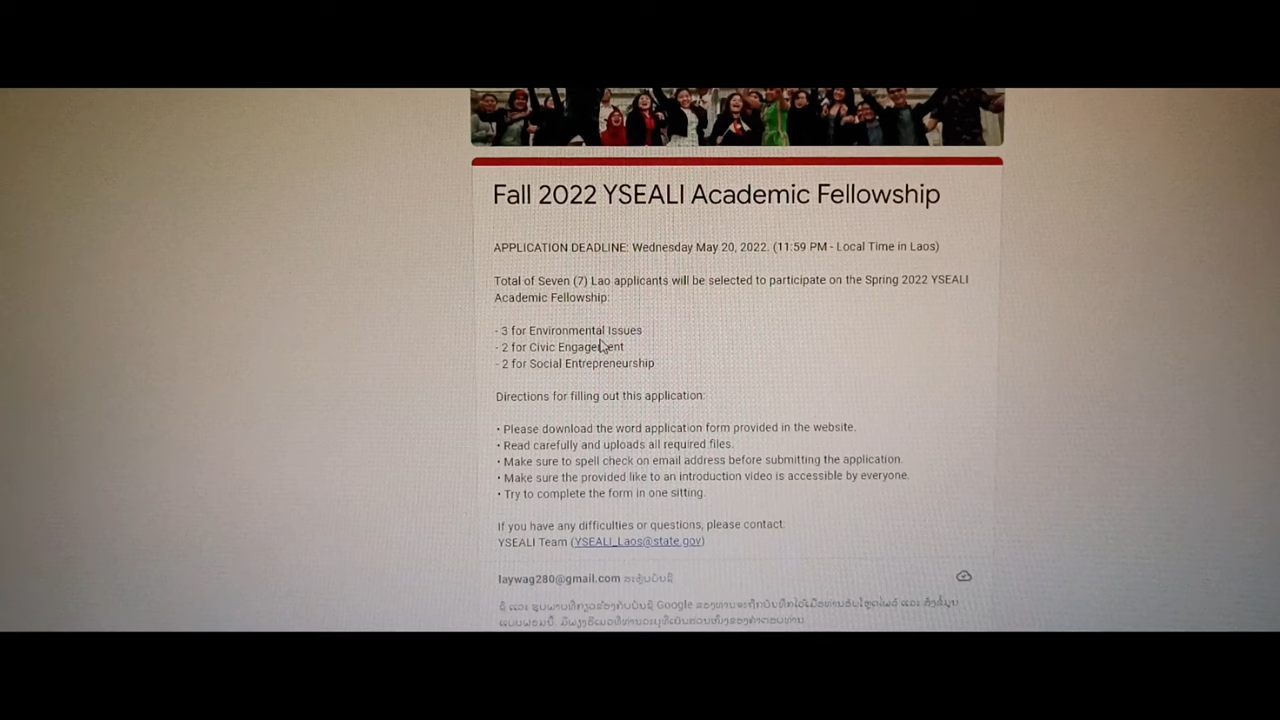 Fall 2022 YSEALI Academic Fellowship
APPLICATION DEADLINE: Wednesday May 20, 2022. (11:59 PM - Local Time in Laos)
Total of Seven (7) Lao applicants will be selected to participate on the Spring 2022 YSEALI
Academic Fellowship:
- 3 for Environmental Issues
- 2 for Civic Engagement
- 2 for Social Entrepreneurship
Directions for filling out this application:
• Please download the word application form provided in the website.
• Read carefully and uploads all required files.
• Make sure to spell check on email address before submitting the application.
• Make sure the provided like to an introduction video is accessible by everyone.
• Try to complete the form in one sitting.
If you have any difficulties or questions, please contact:
YSEALI Team (YSEALI_Laos@state.gov)
laywag280@gmail.com
Google